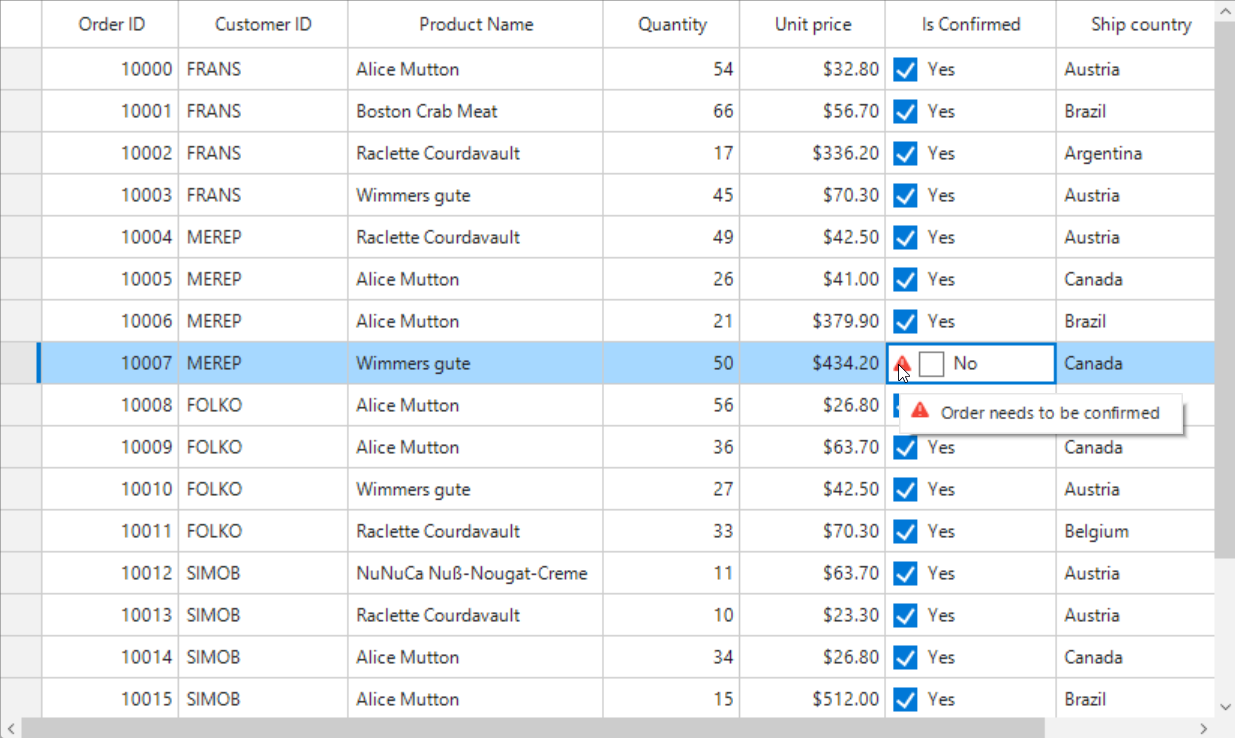 Order ID Customer ID Product Name Quantity Unit price Is Confirmed Ship country
10000 FRANS Alice Mutton 54 $32.80 Yes Austria
10001 FRANS Boston Crab Meat 66 $56.70 Yes Brazil
10002 FRANS Raclette Courdavault 17 $336.20 Yes Argentina
10003 FRANS Wimmers gute 45 $70.30 Yes Austria
10004 MEREP Raclette Courdavault 49 $42.50 Yes Austria
10005 MEREP Alice Mutton 26 $41.00 Yes Canada
10006 MEREP Alice Mutton 21 $379.90 Yes Brazil
10007 MEREP Wimmers gute 50 $434.20 No Canada
10008 FOLKO Alice Mutton 56 $26.80
Order needs to be confirmed
10009 FOLKO Alice Mutton 36 $63.70 Yes Canada
10010 FOLKO Wimmers gute 27 $42.50 Yes Austria
10011 FOLKO Raclette Courdavault 33 $70.30 Yes Belgium
10012 SIMOB NuNuCa Nuß-Nougat-Creme 11 $63.70 Yes Austria
10013 SIMOB Raclette Courdavault 10 $23.30 Yes Austria
10014 SIMOB Alice Mutton 34 $26.80 Yes Canada
10015 SIMOB Alice Mutton 15 $512.00 Yes Brazil